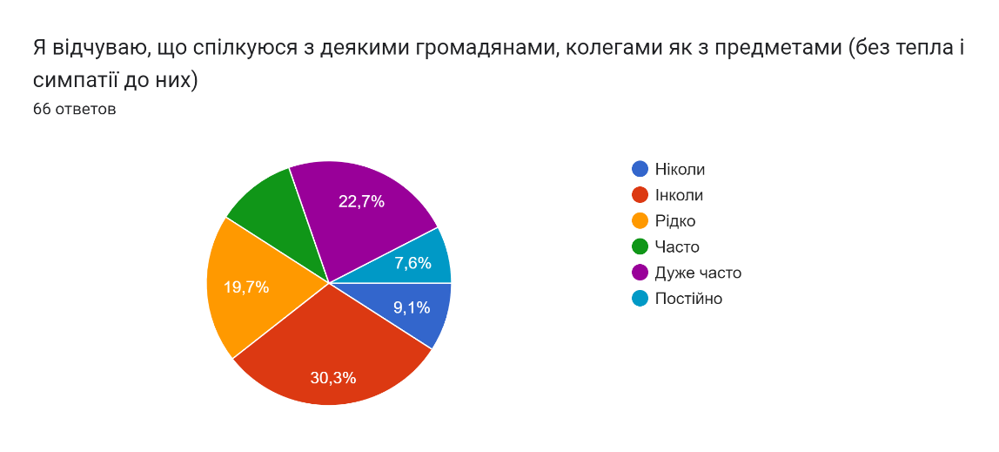 Я відчуваю, що спілкуюся з деякими громадянами, колегами як з предметами (без тепла і
симпатії до них)
66 ответов
22,7%
7,6%
19,7%
9,1%
30,3%
Ніколи
Інколи
Рідко
Часто
Дуже часто
Постійно